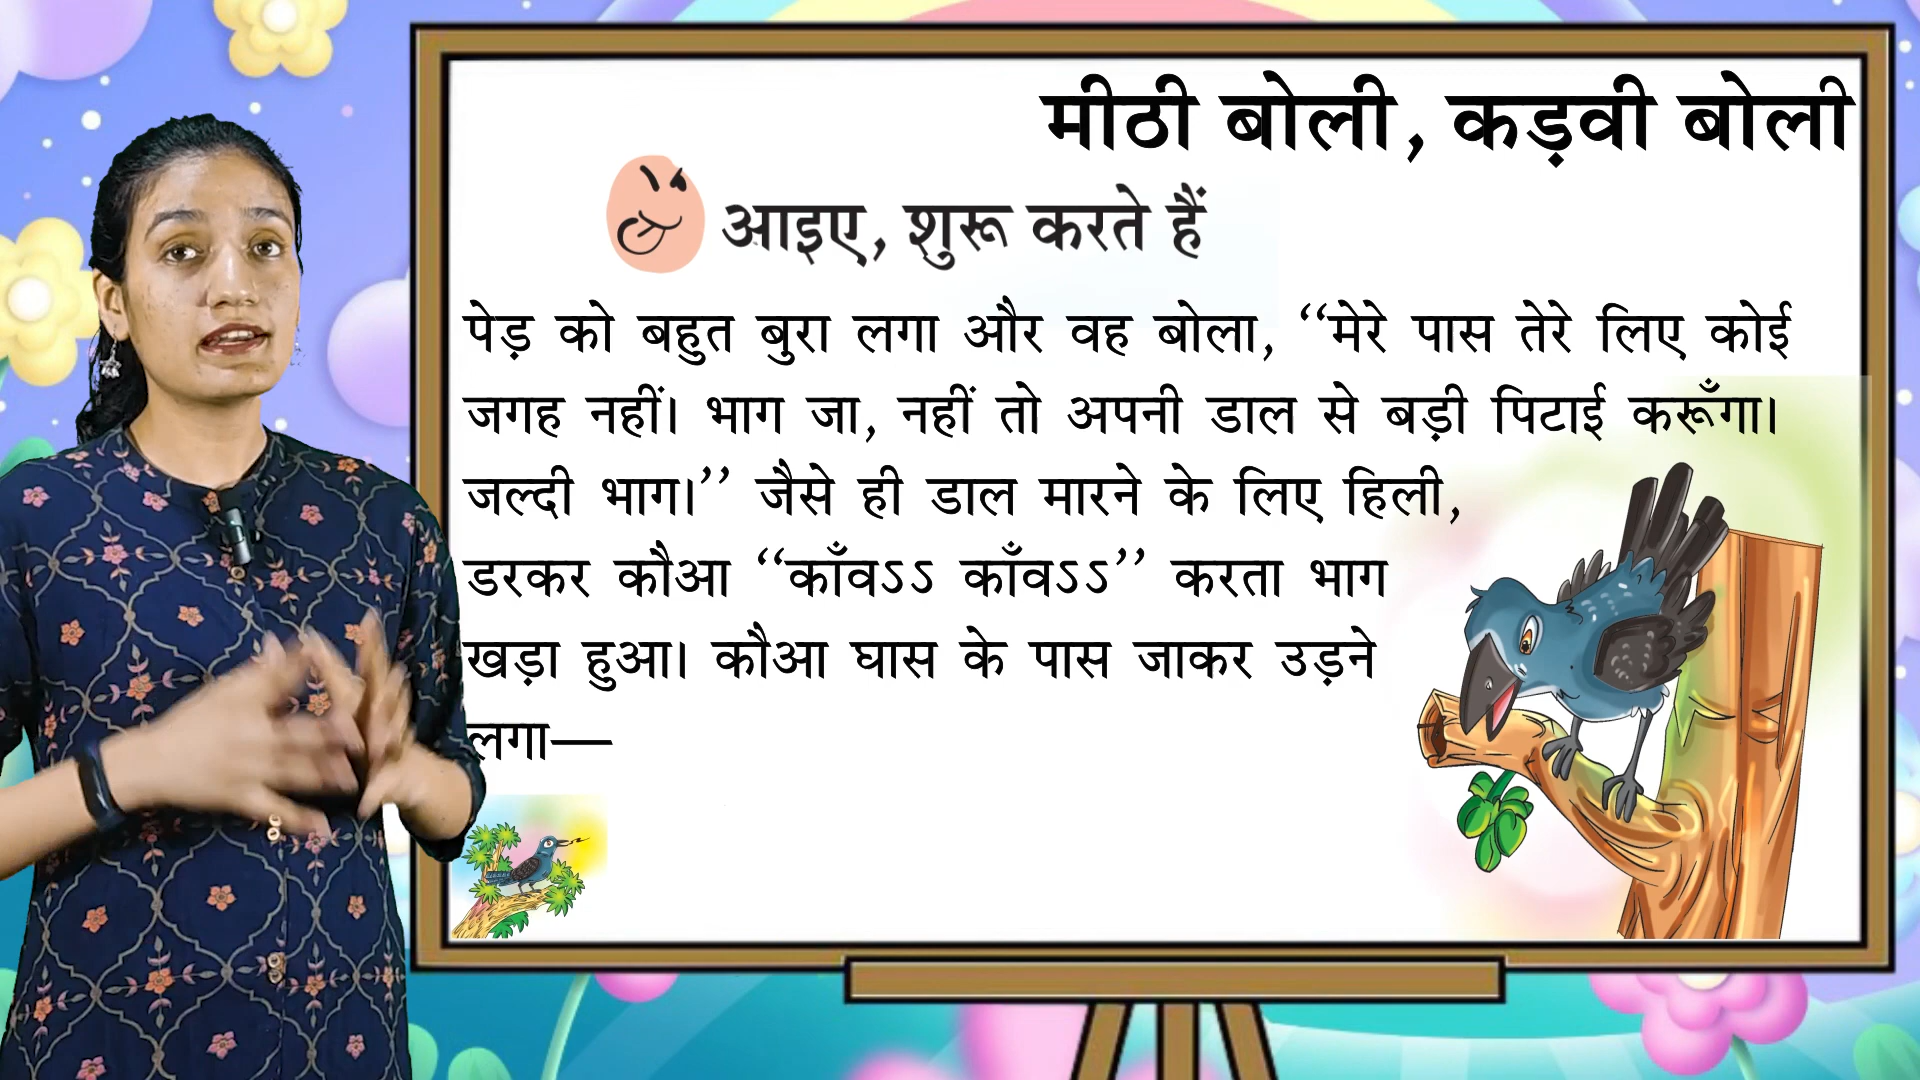 मीठी बोली, कड़वी बोली
आइए, शुरू करते हैं
पेड़ को बहुत बुरा लगा और वह बोला, ‘‘मेरे पास तेरे लिए कोई
जगह नहीं। भाग जा, नहीं तो अपनी डाल से बड़ी पिटाई करूँगा।
जल्दी भाग।’’ जैसे ही डाल मारने के लिए हिली,
डरकर कौआ ‘‘काँवऽऽ काँवऽऽ’’ करता भाग
खड़ा हुआ। कौआ घास के पास जाकर उड़ने
लगा—